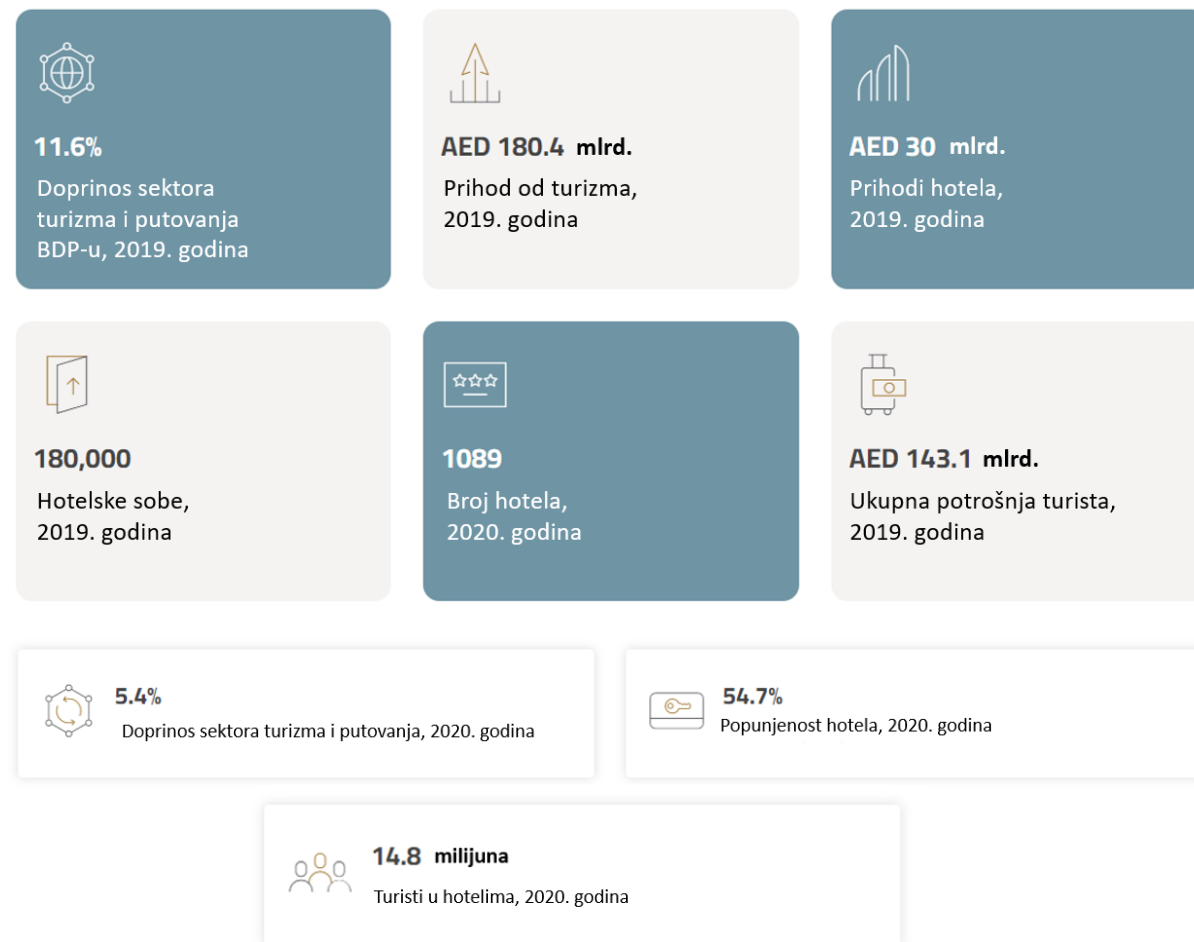 11.6%
Doprinos sektora
turizma i putovanja
BDP-u, 2019. godina
AED 180.4 mlrd.
Prihod od turizma,
2019. godina
AED 30 mlrd.
Prihodi hotela,
2019. godina
180,000
Hotelske sobe,
2019. godina
1089
Broj hotela,
2020. godina
AED 143.1 mlrd.
Ukupna potrošnja turista,
2019. godina
5.4%
Doprinos sektora turizma i putovanja, 2020. godina
54.7%
Popunjenost hotela, 2020. godina
14.8 milijuna
Turisti u hotelima, 2020. godina